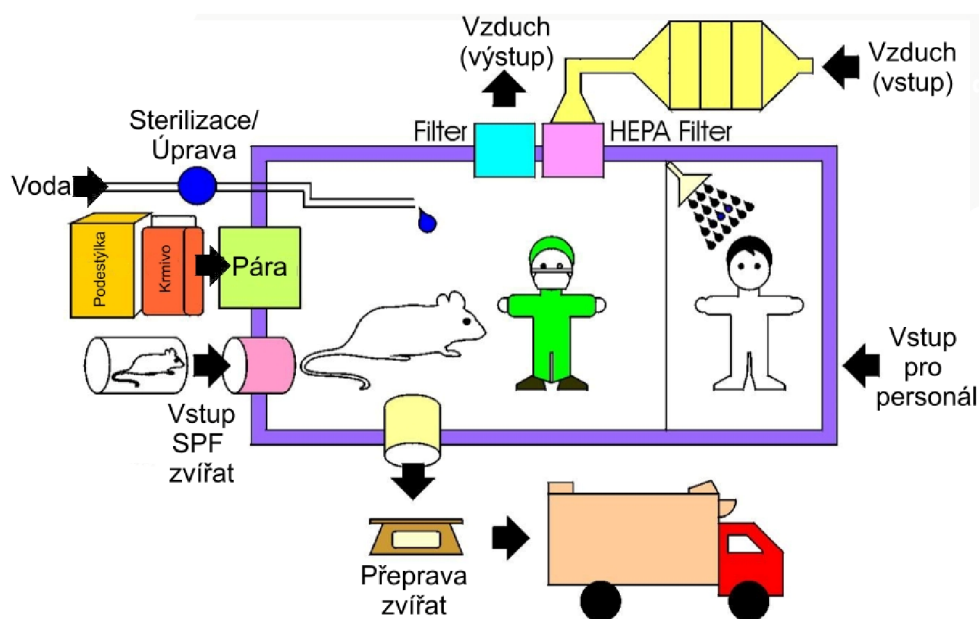 Vzduch
(výstup)
Vzduch
(vstup)
Sterilizace/
Úprava
Filter
HEPA Filter
Voda
Podestýlka
Krmivo
Pára
Vstup
SPF
zvířat
Vstup
pro
personál
Přeprava
zvířat